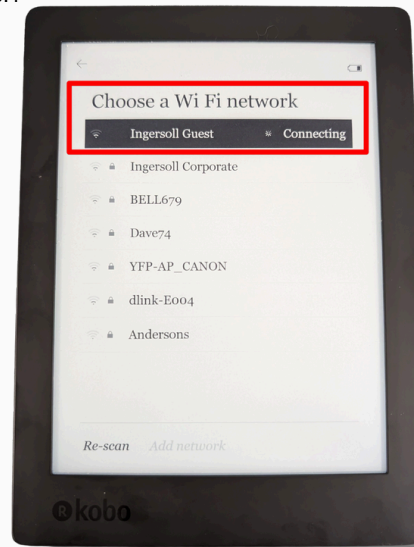 Choose a Wi Fi network
Ingersoll Guest Connecting
Ingersoll Corporate
BELL679
Dave74
YFP-AP_CANON
dlink-E004
Andersons
Re-scan Add network
Rakuten kobo